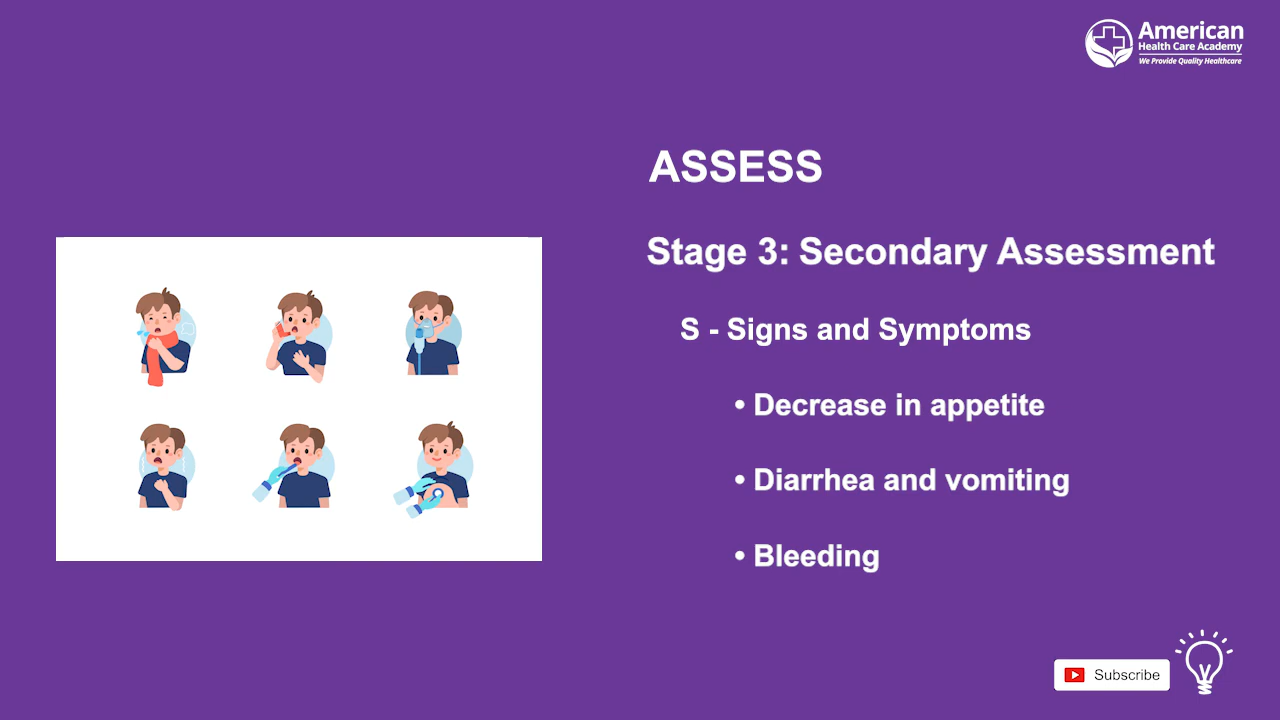 American
Health Care Academy
We Provide Quality Healthcare
ASSESS
Stage 3: Secondary Assessment
S - Signs and Symptoms
• Decrease in appetite
• Diarrhea and vomiting
• Bleeding
Subscribe